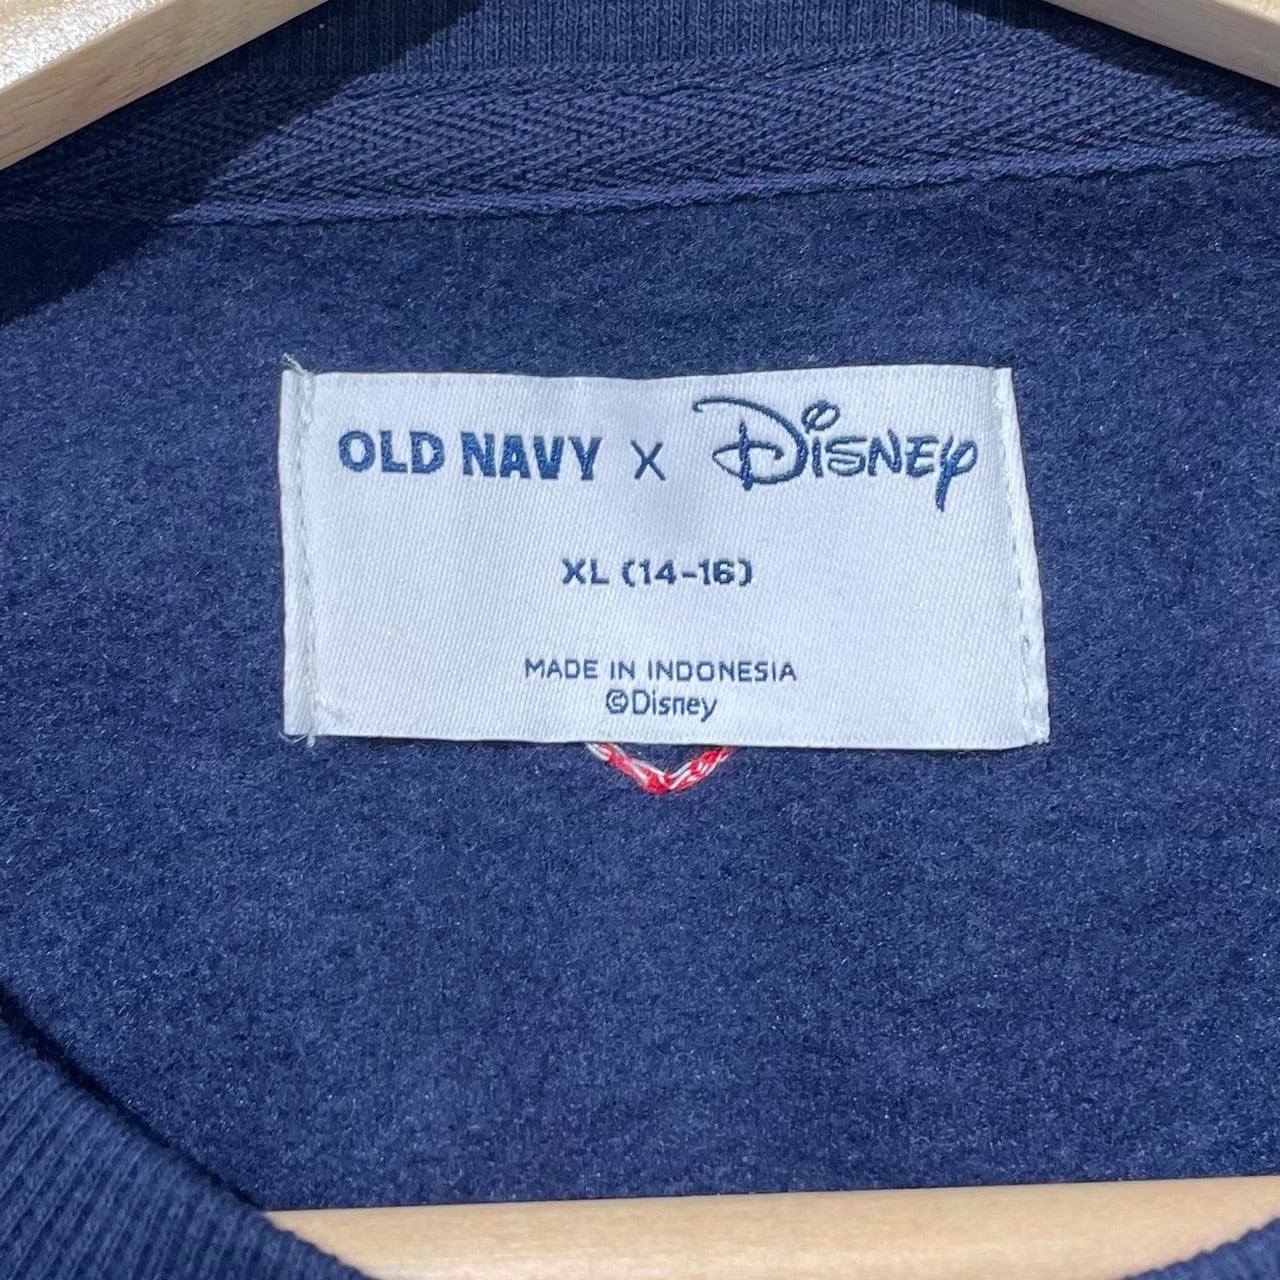 OLD NAVY X Disney
XL (14-16)
MADE IN INDONESIA
©Disney